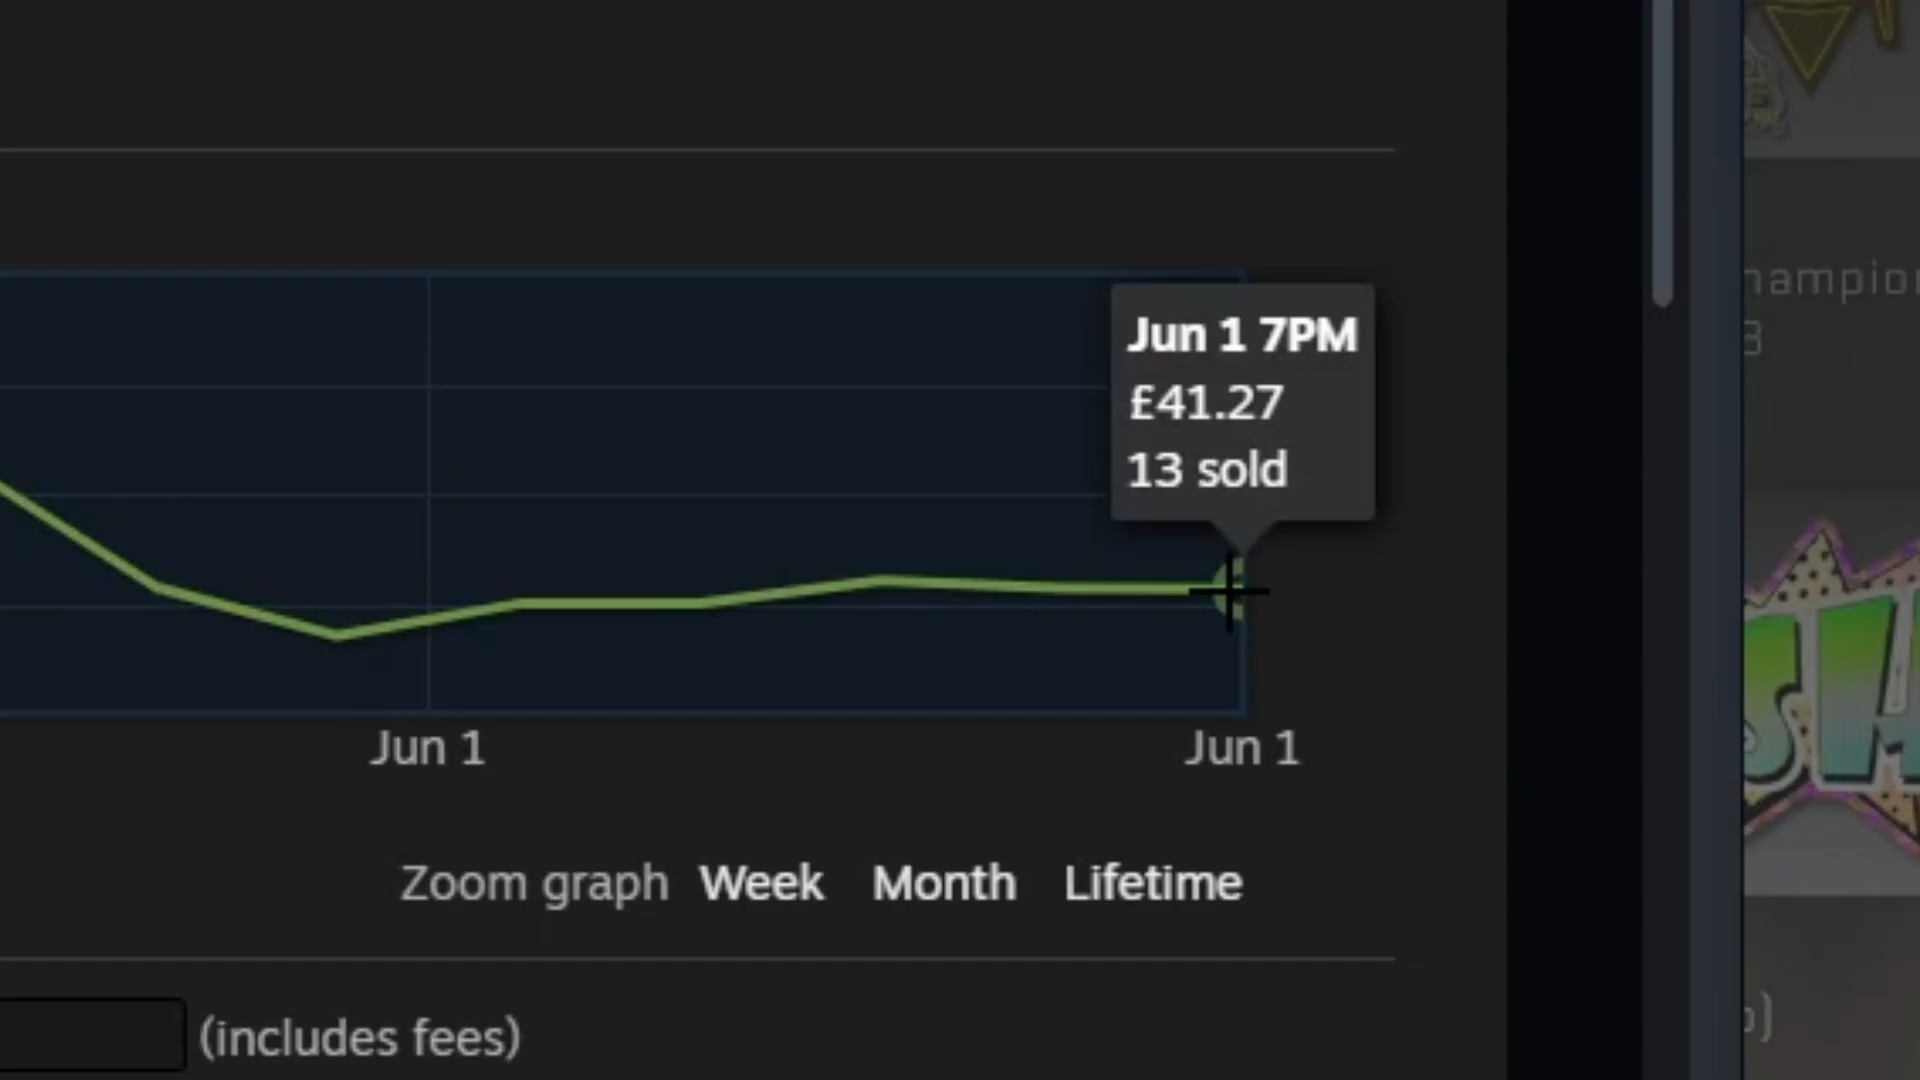 Jun 1 7PM
£41.27
13 sold
Jun 1
Jun 1
Zoom graph Week Month Lifetime
(includes fees)